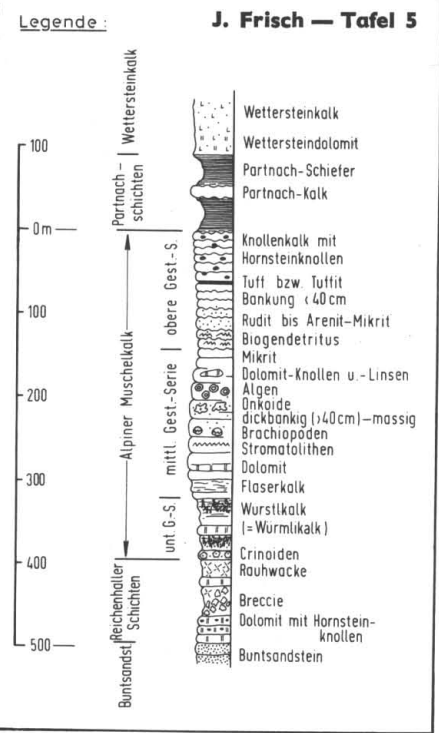 Legende :
J. Frisch — Tafel 5
100
0m
100
200
300
400
500
Wettersteinkalk
Partnach-
schichten
Alpiner Muschelkalk
Reichenhaller
Schichten
Buntsandst.
obere Gest.-S.
mittl. Gest.-Serie
unt. G.-S.
Wettersteinkalk
Wettersteindolomit
Partnach-Schiefer
Partnach-Kalk
Knollenkalk mit
Hornsteinknollen
Tuff bzw. Tuffit
Bankung <40cm
Rudit bis Arenit-Mikrit
Biogendetritus
Mikrit
Dolomit-Knollen u.-Linsen
Algen
Onkoide
dickbankig (>40cm)-massig
Brachiopoden
Stromatolithen
Dolomit
Flaserkalk
Wurstlkalk
(=Würmlikalk)
Crinoiden
Rauhwacke
Breccie
Dolomit mit Hornstein-
knollen
Buntsandstein